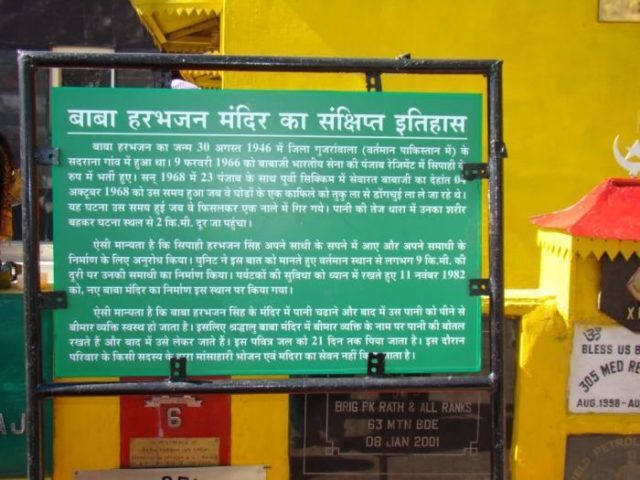 बाबा हरभजन मंदिर का संक्षिप्त इतिहास
बाबा हरभजन का जन्म 30 अगस्त 1946 में जिला गुजरांवाला (वर्तमान पाकिस्तान में) के
सदराना गांव में हुआ था। 9 फरवरी 1966 को बाबाजी भारतीय सेना की पंजाब रेजिमेंट में सिपाही के
रूप में भर्ती हुए। सन् 1968 में 23 पंजाब के साथ पूर्वी सिक्किम में सेवारत बाबाजी का देहांत 04
अक्टूबर 1968 को उस समय हुआ जब वे घोडों के एक काफिले को तुकु ला से डोंगचुई ला ले जा रहे थे।
यह घटना उस समय हुई जब वे फिसलकर एक नाले में गिर गये। पानी की तेज धारा में उनका शरीर
बहकर घटना स्थल से 2 कि.मी. दूर जा पहुंचा।
ऐसी मान्यता है कि सिपाही हरभजन सिंह अपने साथी के सपने में आए और अपने समाधी के
निर्माण के लिए अनुरोध किया। युनिट ने इस बात को मानते हुए वर्तमान स्थान से लगभग 9 कि.मी. की
दूरी पर उनकी समाधी का निर्माण किया। पर्यटकों की सुविधा को ध्यान में रखते हुए 11 नवंबर 1982
को, नए बाबा मंदिर का निर्माण इस स्थान पर किया गया।
ऐसी मान्यता है कि बाबा हरभजन सिंह के मंदिर में पानी चढाने और बाद में उस पानी को पीने से
बीमार व्यक्ति स्वस्थ हो जाता है। इसलिए श्रद्धालु बाबा मंदिर में बीमार व्यक्ति के नाम पर पानी की बोतल
रखते हैं और बाद में उसे लेकर जाते हैं। इस पवित्र जल को 21 दिन तक पिया जाता है। इस दौरान
परिवार के किसी सदस्य के द्वारा मांसाहारी भोजन एवं मदिरा का सेवन नहीं किया जाता है।
6
BRIG PK RATH & ALL RANKS
63 MTN BDE
08 JAN 2001
ॐ
BLESS US B
305 MED RE
AUG.1998-AU